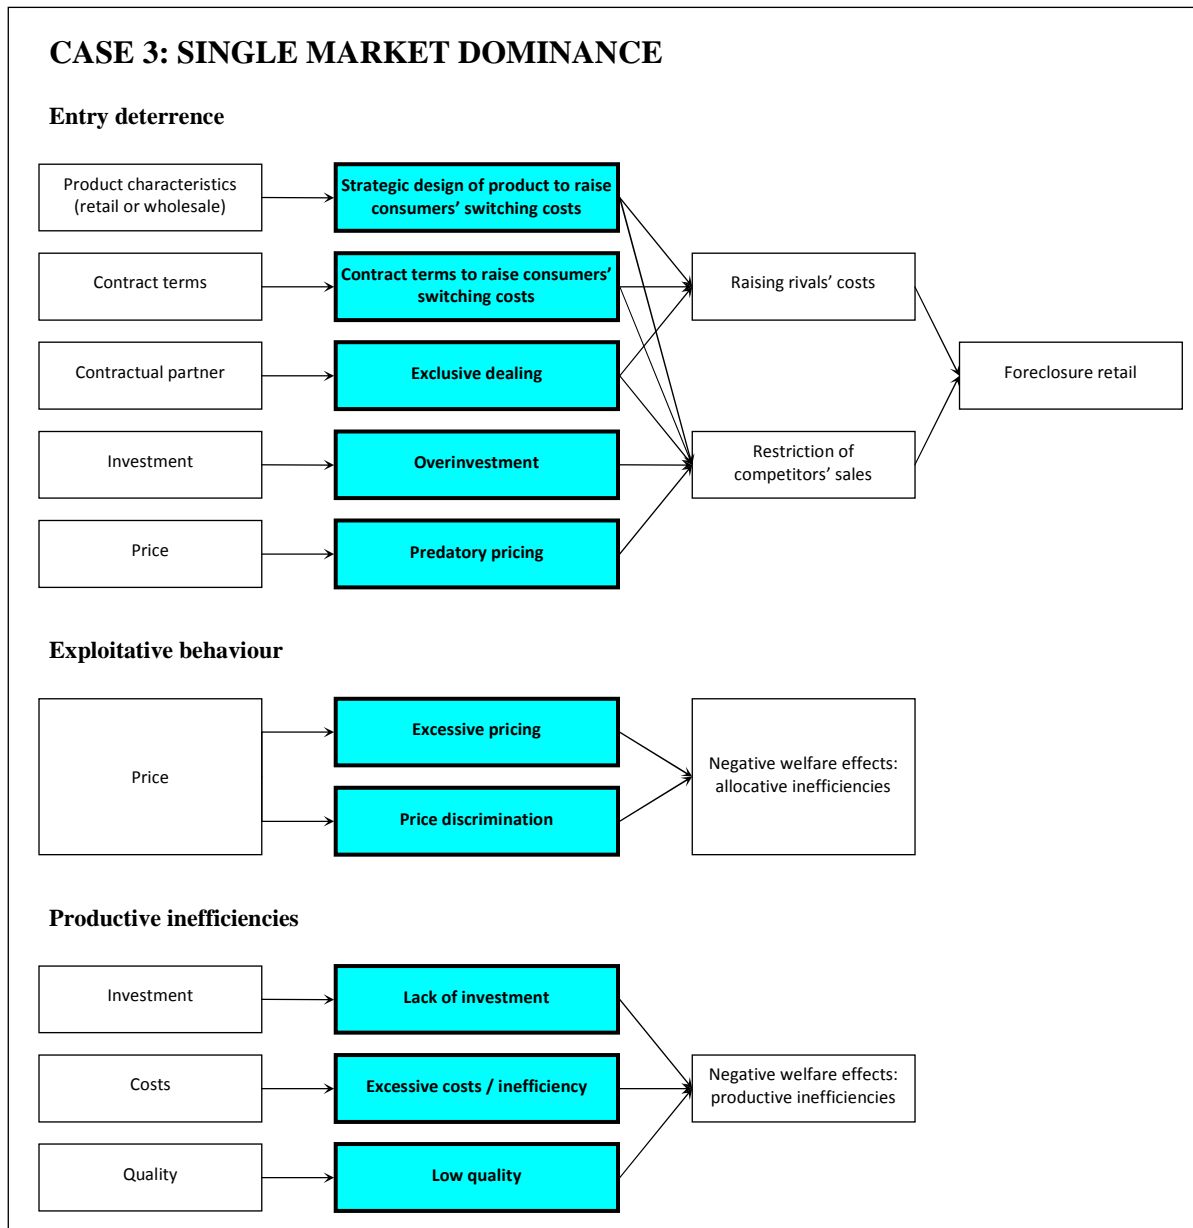 CASE 3: SINGLE MARKET DOMINANCE
Entry deterrence
Product characteristics
(retail or wholesale)
Strategic design of product to raise
consumers’ switching costs
Contract terms
Contract terms to raise consumers’
switching costs
Raising rivals’ costs
Contractual partner
Exclusive dealing
Foreclosure retail
Investment
Overinvestment
Restriction of
competitors’ sales
Price
Predatory pricing
Exploitative behaviour
Price
Excessive pricing
Price discrimination
Negative welfare effects:
allocative inefficiencies
Productive inefficiencies
Investment
Lack of investment
Costs
Excessive costs / inefficiency
Negative welfare effects:
productive inefficiencies
Quality
Low quality